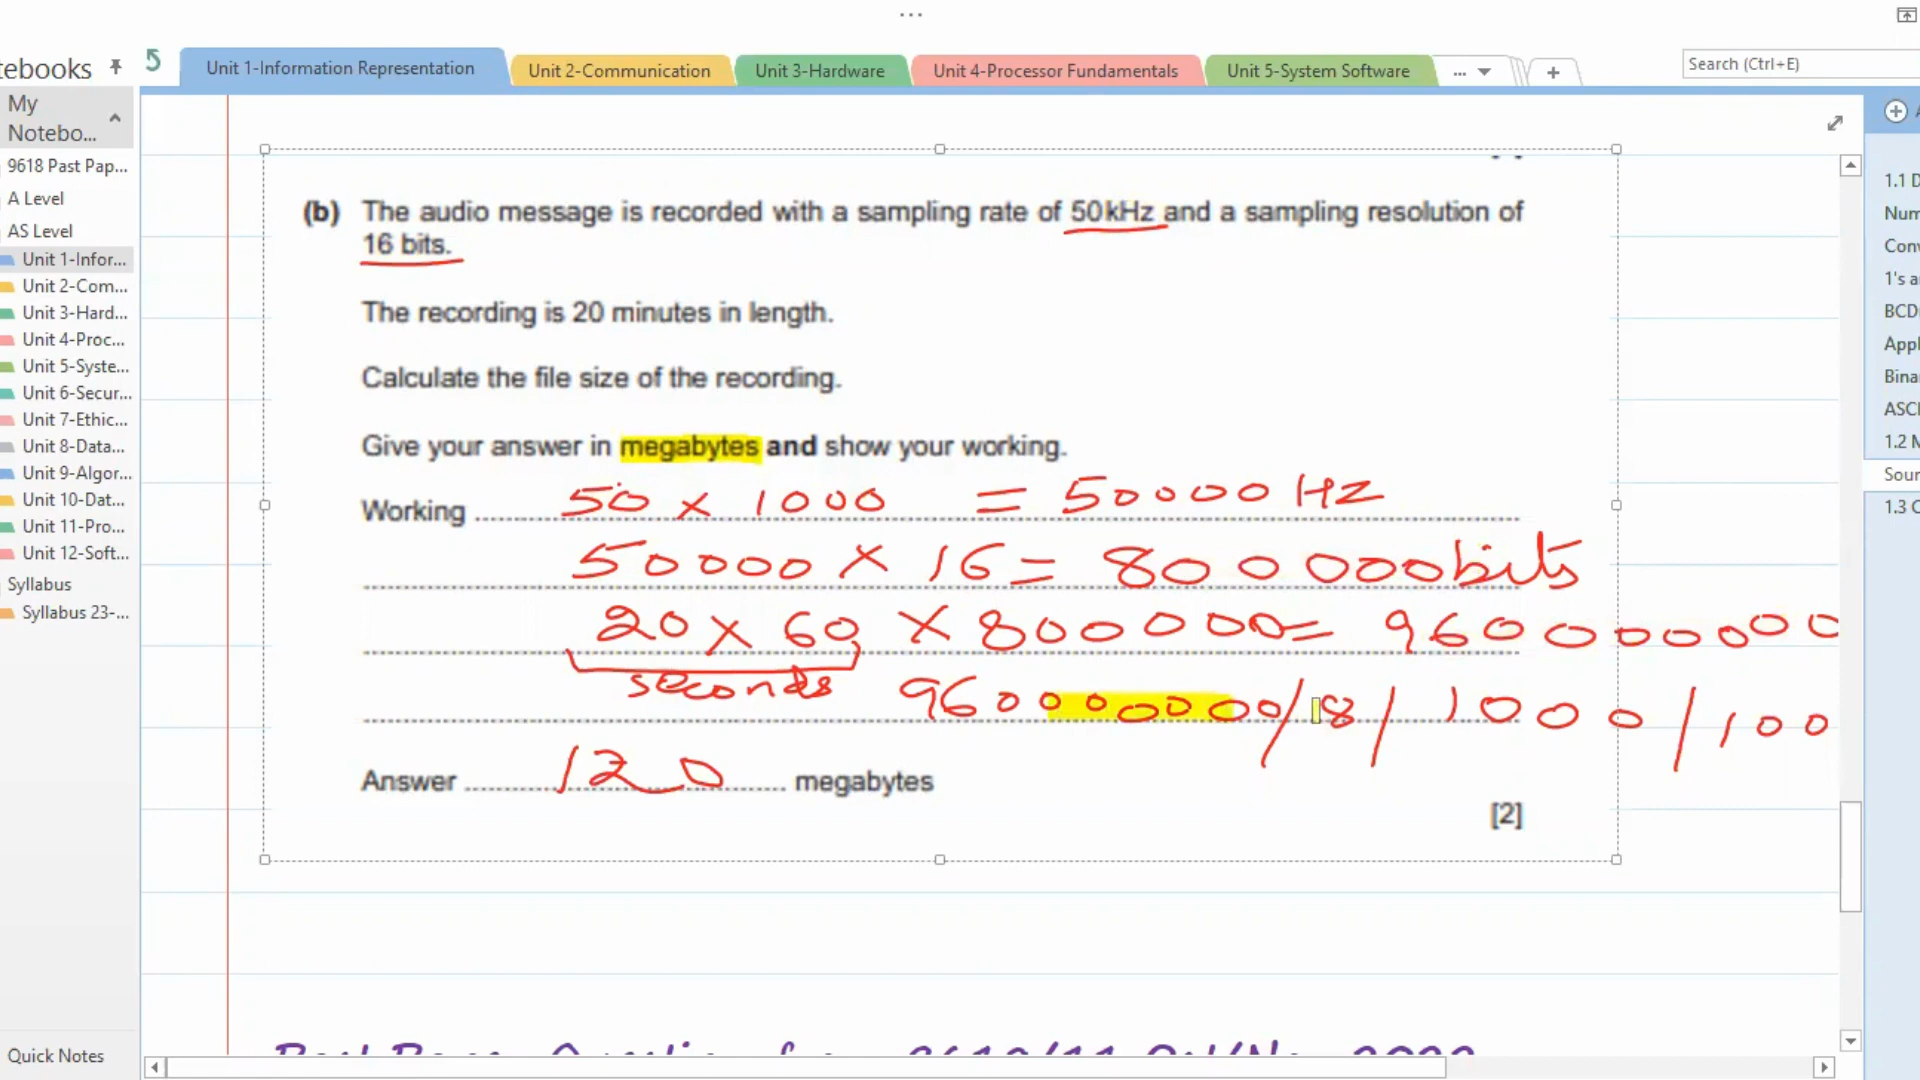 ...
tebooks
Unit 1-Information Representation
Unit 2-Communication
Unit 3-Hardware
Unit 4-Processor Fundamentals
Unit 5-System Software
...
Search (Ctrl+E)
My
Notebo...
9618 Past Pap...
A Level
AS Level
Unit 1-Infor...
Unit 2-Com...
Unit 3-Hard...
Unit 4-Proc...
Unit 5-Syste...
Unit 6-Secur...
Unit 7-Ethic...
Unit 8-Data...
Unit 9-Algor...
Unit 10-Dat...
Unit 11-Pro...
Unit 12-Soft...
Syllabus
Syllabus 23-...
Quick Notes
(b) The audio message is recorded with a sampling rate of 50kHz and a sampling resolution of
16 bits.
The recording is 20 minutes in length.
Calculate the file size of the recording.
Give your answer in megabytes and show your working.
Working 50 x 1000 = 50000 HZ
50000 x 16 = 800000bits
20 x 60 x 800000 = 960000000
seconds 960000000/8/1000/100
Answer 120 megabytes
[2]
1.1 D
Num
Conv
1's a
BCD
Appl
Bina
ASCI
1.2 M
Sour
1.3 C